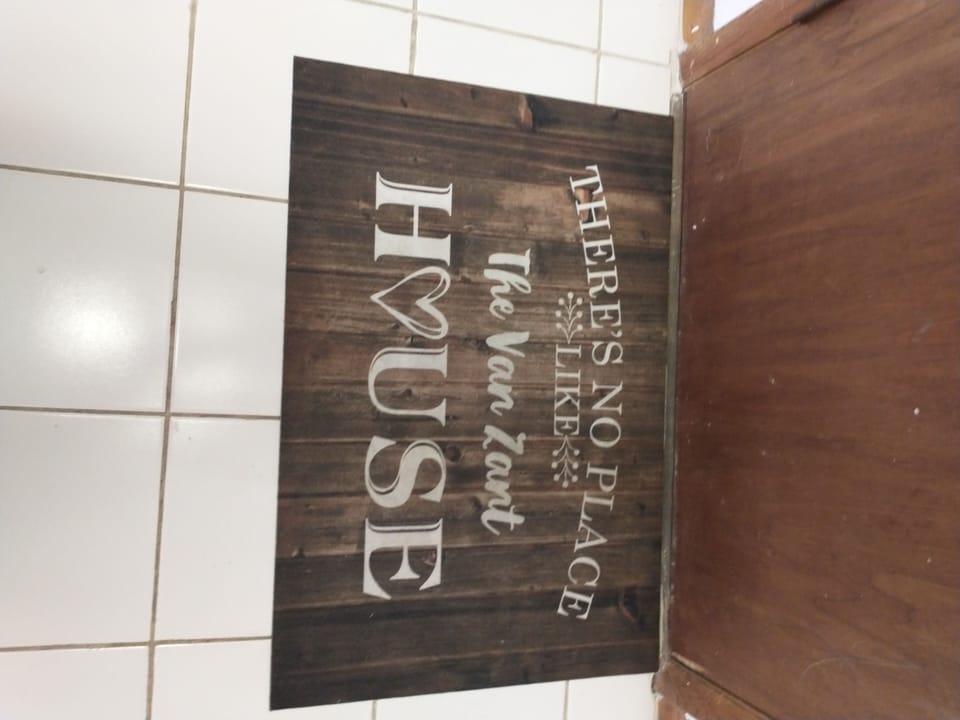 THERE'S NO PLACE
LIKE
The Van Zant
HOUSE